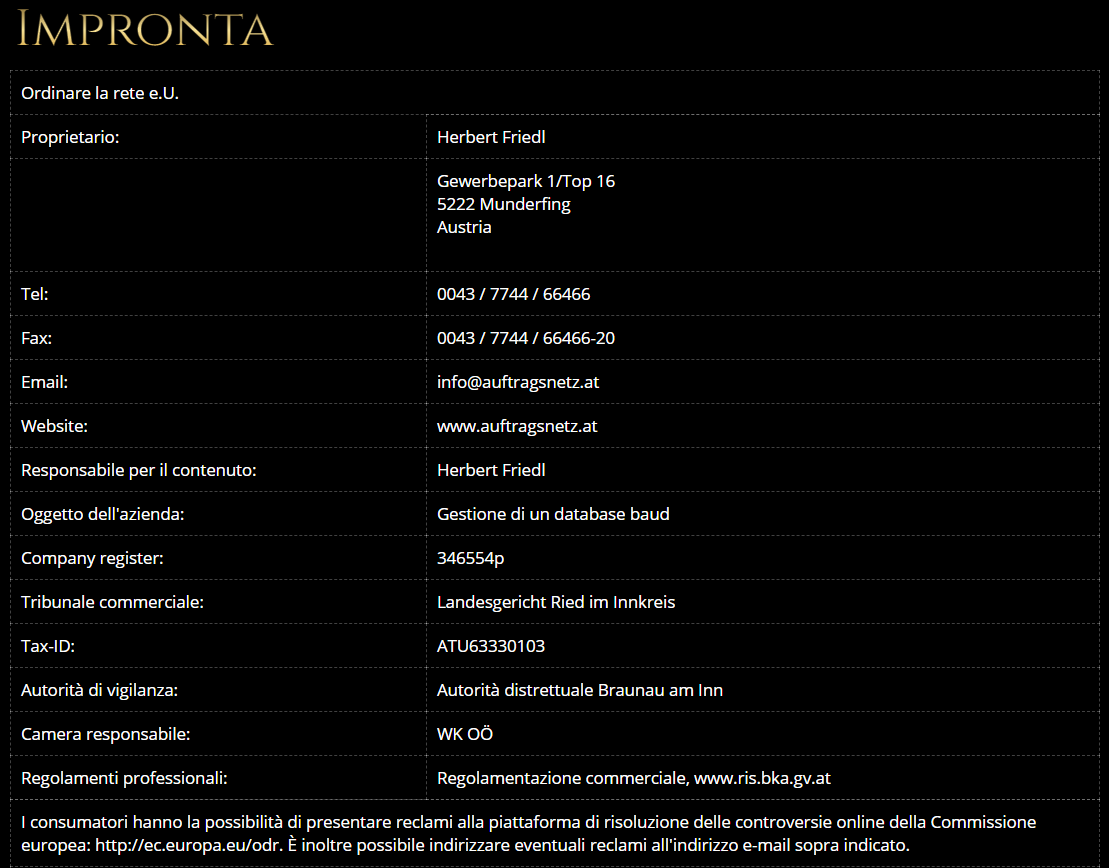 IMPRONTA
Ordinare la rete e.U.
Proprietario: Herbert Friedl
Gewerbepark 1/Top 16
5222 Munderfing
Austria
Tel: 0043 / 7744 / 66466
Fax: 0043 / 7744 / 66466-20
Email: info@auftragsnetz.at
Website: www.auftragsnetz.at
Responsabile per il contenuto: Herbert Friedl
Oggetto dell'azienda: Gestione di un database baud
Company register: 346554p
Tribunale commerciale: Landesgericht Ried im Innkreis
Tax-ID: ATU63330103
Autorità di vigilanza: Autorità distrettuale Braunau am Inn
Camera responsabile: WK OÖ
Regolamenti professionali: Regolamentazione commerciale, www.ris.bka.gv.at
I consumatori hanno la possibilità di presentare reclami alla piattaforma di risoluzione delle controversie online della Commissione
europea: http://ec.europa.eu/odr. È inoltre possibile indirizzare eventuali reclami all'indirizzo e-mail sopra indicato.